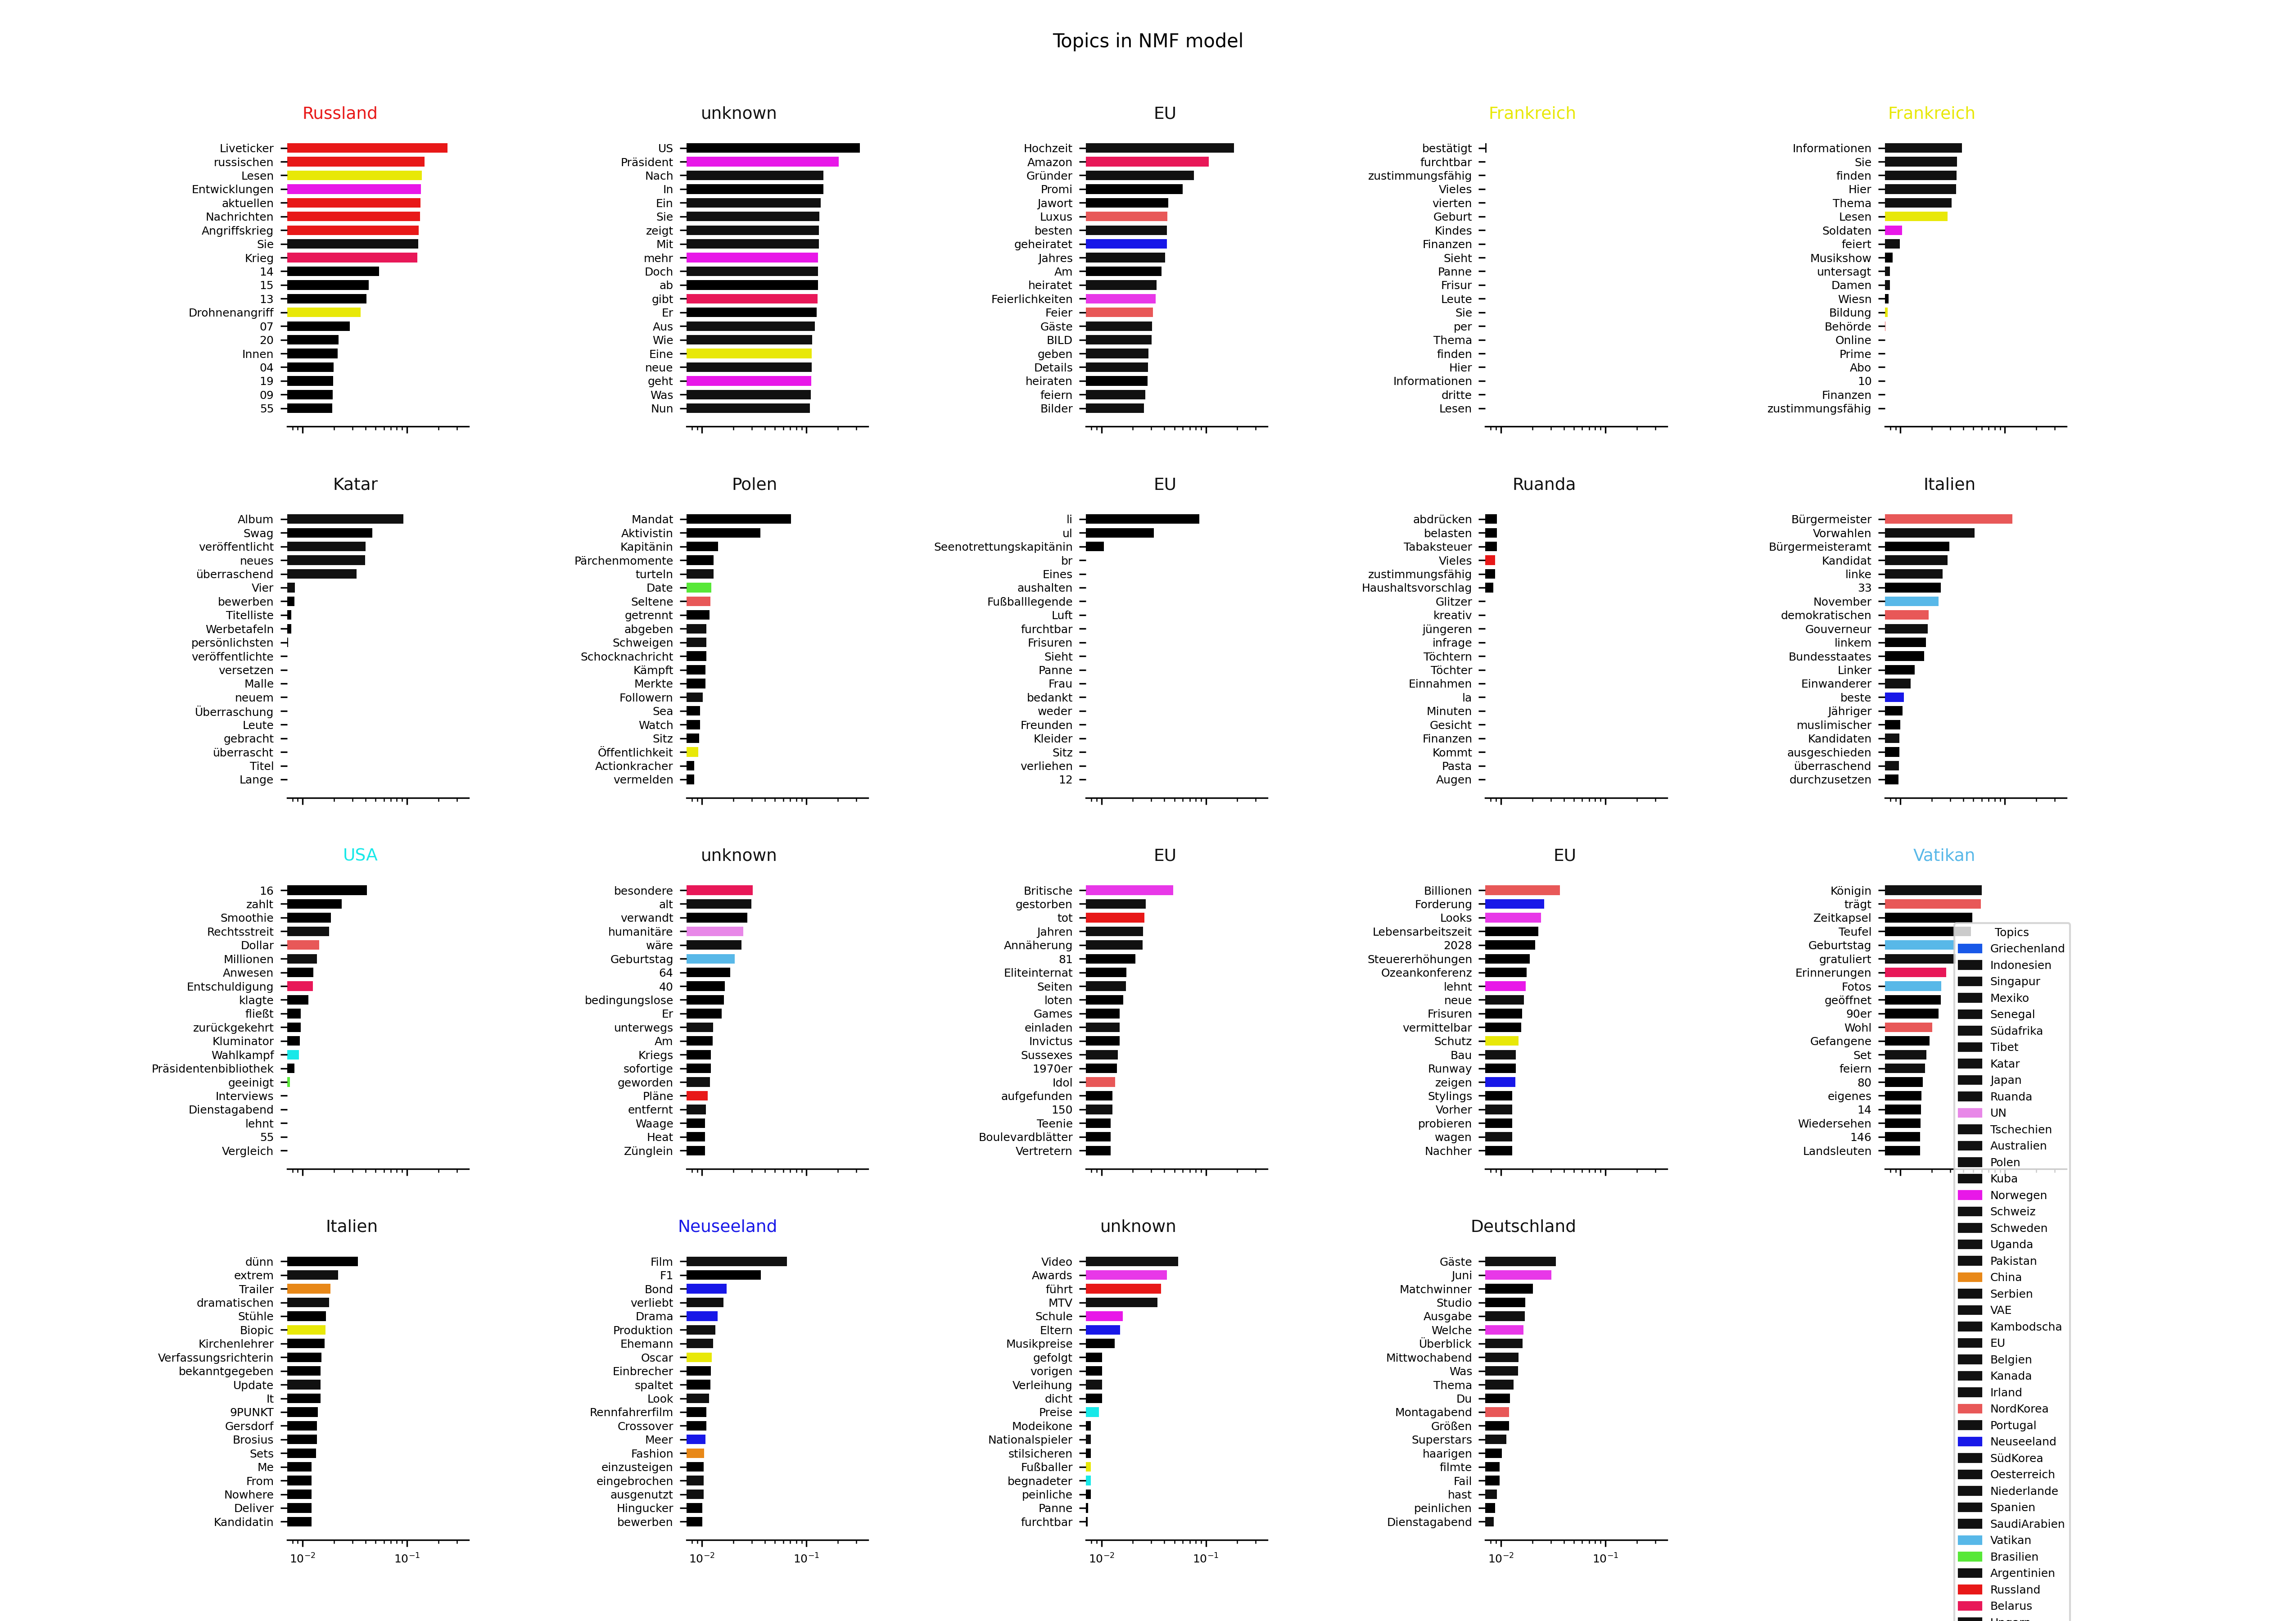 Topics in NMF model
Russland
Liveticker
russischen
Lesen
Entwicklungen
aktuellen
Nachrichten
Angriffskrieg
Sie
Krieg
14
15
13
Drohnenangriff
07
20
Innen
04
19
09
55
unknown
US
Präsident
Nach
In
Ein
Sie
zeigt
Mit
mehr
Doch
ab
gibt
Er
Aus
Wie
Eine
neue
geht
Was
Nun
EU
Hochzeit
Amazon
Gründer
Promi
Jawort
Luxus
besten
geheiratet
Jahres
Am
heiratet
Feierlichkeiten
Feier
Gäste
BILD
geben
Details
heiraten
feiern
Bilder
Frankreich
bestätigt
furchtbar
zustimmungsfähig
Vieles
vierten
Geburt
Kindes
Finanzen
Sieht
Panne
Frisur
Leute
Sie
per
Thema
finden
Hier
Informationen
dritte
Lesen
Frankreich
Informationen
Sie
finden
Hier
Thema
Lesen
Soldaten
feiert
Musikshow
untersagt
Damen
Wiesn
Bildung
Behörde
Online
Prime
Abo
10
Finanzen
zustimmungsfähig
Katar
Album
Swag
veröffentlicht
neues
überraschend
Vier
bewerben
Titelliste
Werbetafeln
persönlichsten
veröffentlichte
versetzen
Malle
neuem
Überraschung
Leute
gebracht
überrascht
Titel
Lange
Polen
Mandat
Aktivistin
Kapitänin
Pärchenmomente
turteln
Date
Seltene
getrennt
abgeben
Schweigen
Schocknachricht
Kämpft
Merkte
Followern
Sea
Watch
Sitz
Öffentlichkeit
Actionkracher
vermelden
EU
li
ul
Seenotrettungskapitänin
br
Eines
aushalten
Fußballlegende
Luft
furchtbar
Frisuren
Sieht
Panne
Frau
bedankt
weder
Freunden
Kleider
Sitz
verliehen
12
Ruanda
abdrücken
belasten
Tabaksteuer
Vieles
zustimmungsfähig
Haushaltsvorschlag
Glitzer
kreativ
jüngeren
infrage
Töchtern
Töchter
Einnahmen
la
Minuten
Gesicht
Finanzen
Kommt
Pasta
Augen
Italien
Bürgermeister
Vorwahlen
Bürgermeisteramt
Kandidat
linke
33
November
demokratischen
Gouverneur
linkem
Bundesstaates
Linker
Einwanderer
beste
Jähriger
muslimischer
Kandidaten
ausgeschieden
überraschend
durchzusetzen
USA
16
zahlt
Smoothie
Rechtsstreit
Dollar
Millionen
Anwesen
Entschuldigung
klagte
fließt
zurückgekehrt
Kluminator
Wahlkampf
Präsidentenbibliothek
geeinigt
Interviews
Dienstagabend
lehnt
55
Vergleich
unknown
besondere
alt
verwandt
humanitäre
wäre
Geburtstag
64
40
bedingungslose
Er
unterwegs
Am
Kriegs
sofortige
geworden
Pläne
entfernt
Waage
Heat
Zünglein
EU
Britische
gestorben
tot
Jahren
Annäherung
81
Eliteinternat
Seiten
loten
Games
einladen
Invictus
Sussexes
1970er
Idol
aufgefunden
150
Teenie
Boulevardblätter
Vertretern
EU
Billionen
Forderung
Looks
Lebensarbeitszeit
2028
Steuererhöhungen
Ozeankonferenz
lehnt
neue
Frisuren
vermittelbar
Schutz
Bau
Runway
zeigen
Stylings
Vorher
probieren
wagen
Nachher
Vatikan
Königin
trägt
Zeitkapsel
Teufel
Geburtstag
gratuliert
Erinnerungen
Fotos
geöffnet
90er
Wohl
Gefangene
Set
feiern
80
eigenes
14
Wiedersehen
146
Landsleuten
Italien
dünn
extrem
Trailer
dramatischen
Stühle
Biopic
Kirchenlehrer
Verfassungsrichterin
bekanntgegeben
Update
It
9PUNKT
Gersdorf
Brosius
Sets
Me
From
Nowhere
Deliver
Kandidatin
10⁻² 10⁻¹
Neuseeland
Film
F1
Bond
verliebt
Drama
Produktion
Ehemann
Oscar
Einbrecher
spaltet
Look
Rennfahrerfilm
Crossover
Meer
Fashion
einzusteigen
eingebrochen
ausgenutzt
Hingucker
bewerben
10⁻² 10⁻¹
unknown
Video
Awards
führt
MTV
Schule
Eltern
Musikpreise
gefolgt
vorigen
Verleihung
dicht
Preise
Modeikone
Nationalspieler
stilsicheren
Fußballer
begnadeter
peinliche
Panne
furchtbar
10⁻² 10⁻¹
Deutschland
Gäste
Juni
Matchwinner
Studio
Ausgabe
Welche
Überblick
Mittwochabend
Was
Thema
Du
Montagabend
Größen
Superstars
haarigen
filmte
Fail
hast
peinlichen
Dienstagabend
10⁻² 10⁻¹
Topics
Griechenland
Indonesien
Singapur
Mexiko
Senegal
Südafrika
Tibet
Katar
Japan
Ruanda
UN
Tschechien
Australien
Polen
Kuba
Norwegen
Schweiz
Schweden
Uganda
Pakistan
China
Serbien
VAE
Kambodscha
EU
Belgien
Kanada
Irland
NordKorea
Portugal
Neuseeland
SüdKorea
Oesterreich
Niederlande
Spanien
SaudiArabien
Vatikan
Brasilien
Argentinien
Russland
Belarus